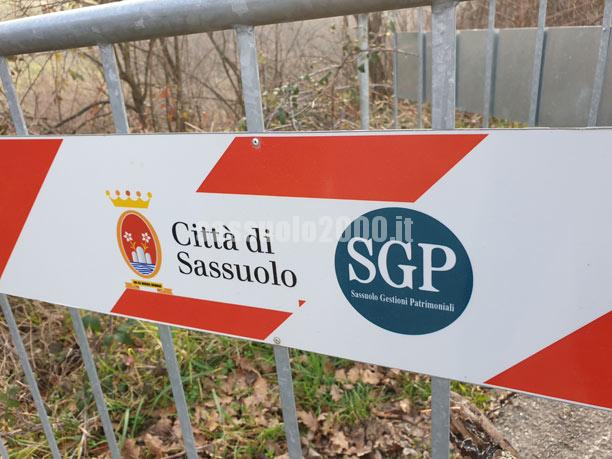 Città di
Sassuolo
SGP
Sassuolo Gestioni Patrimoniali
sassuolo2000.it